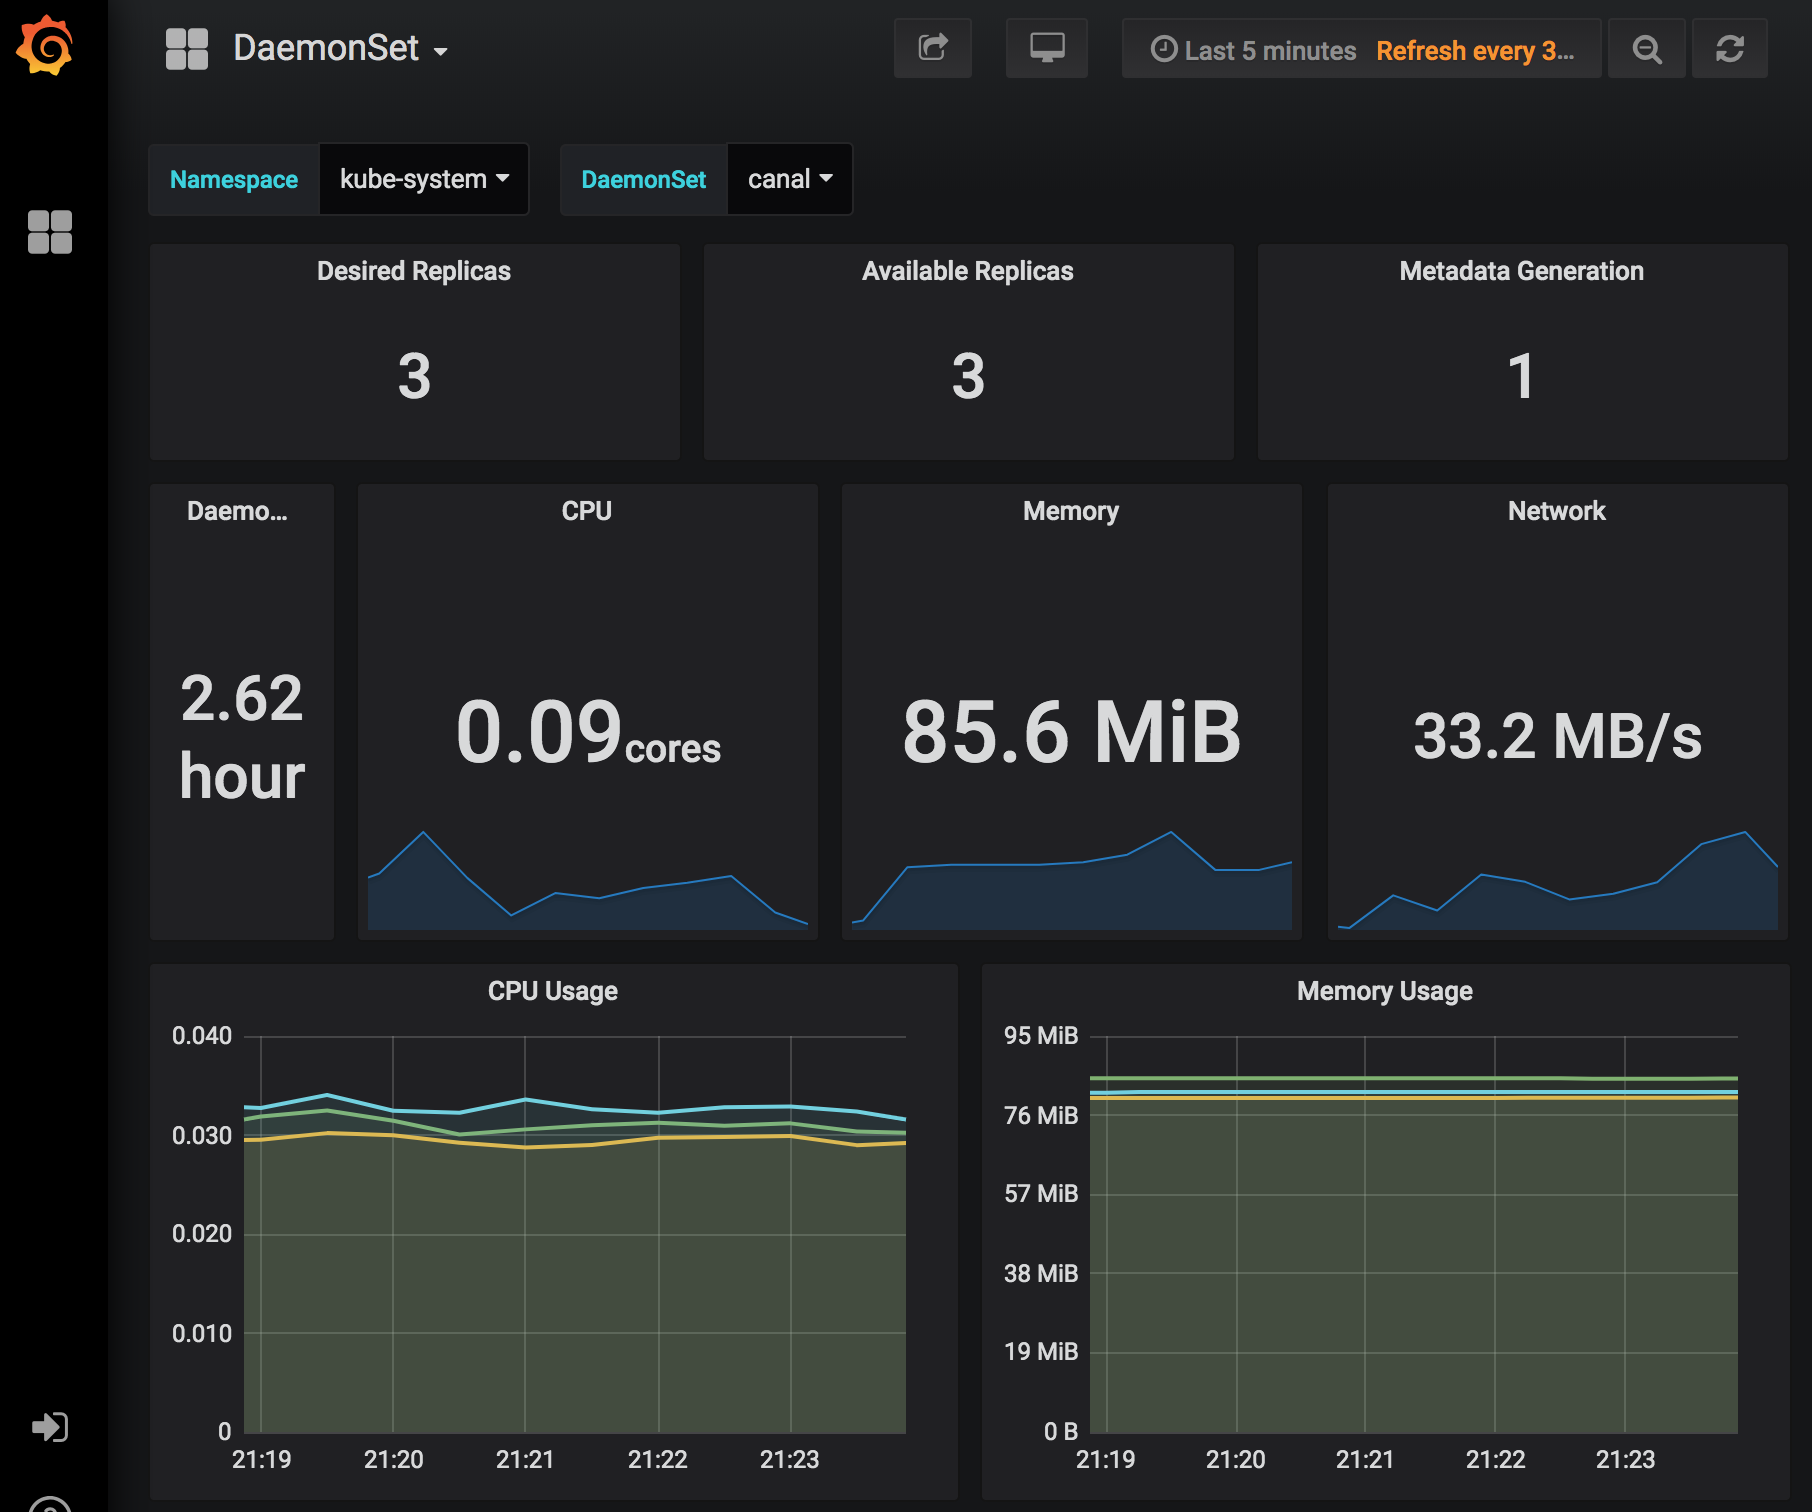 DaemonSet
Last 5 minutes Refresh every 3...
Namespace kube-system DaemonSet canal
Desired Replicas
3
Available Replicas
3
Metadata Generation
1
Daemo...
2.62
hour
CPU
0.09 cores
Memory
85.6 MiB
Network
33.2 MB/s
CPU Usage
0.040
0.030
0.020
0.010
0
21:19 21:20 21:21 21:22 21:23
Memory Usage
95 MiB
76 MiB
57 MiB
38 MiB
19 MiB
0 B
21:19 21:20 21:21 21:22 21:23